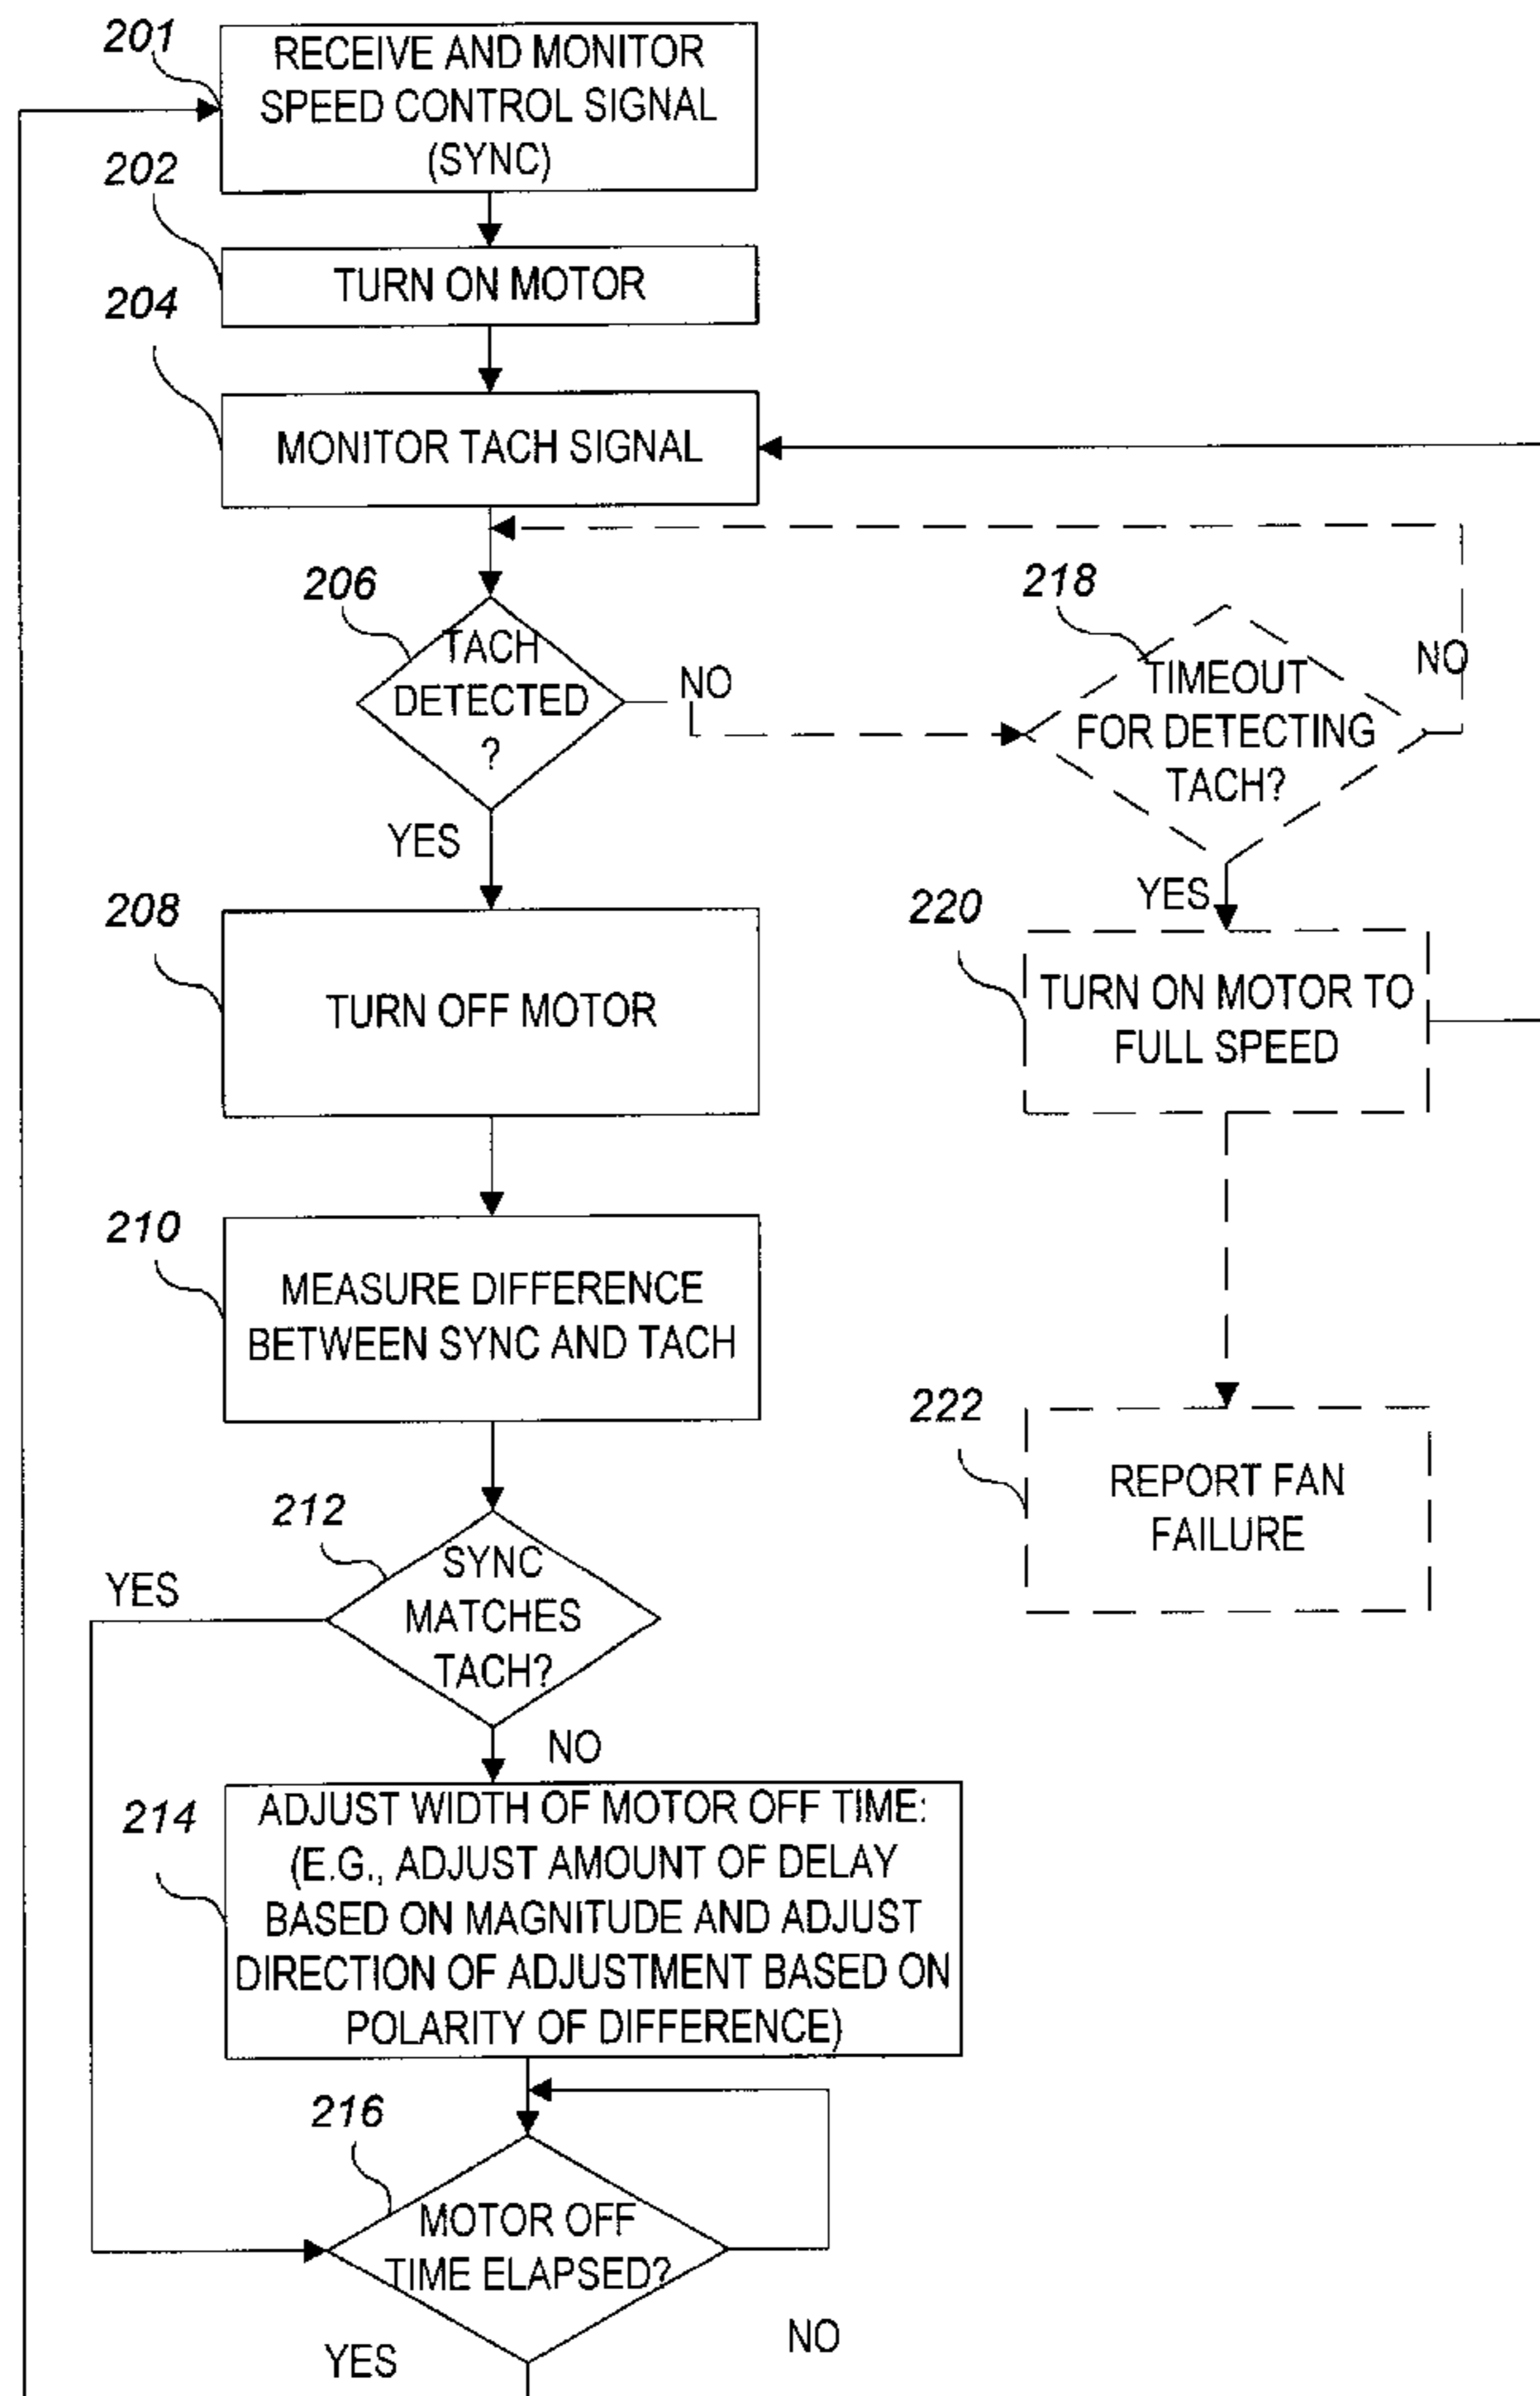 201
RECEIVE AND MONITOR
SPEED CONTROL SIGNAL
(SYNC)
202
TURN ON MOTOR
204
MONITOR TACH SIGNAL
206
TACH
DETECTED
?
NO
YES
218
TIMEOUT
FOR DETECTING
TACH?
NO
YES
208
TURN OFF MOTOR
220
TURN ON MOTOR TO
FULL SPEED
210
MEASURE DIFFERENCE
BETWEEN SYNC AND TACH
222
REPORT FAN
FAILURE
212
SYNC
MATCHES
TACH?
YES
NO
214
ADJUST WIDTH OF MOTOR OFF TIME:
(E.G., ADJUST AMOUNT OF DELAY
BASED ON MAGNITUDE AND ADJUST
DIRECTION OF ADJUSTMENT BASED ON
POLARITY OF DIFFERENCE)
216
MOTOR OFF
TIME ELAPSED?
NO
YES